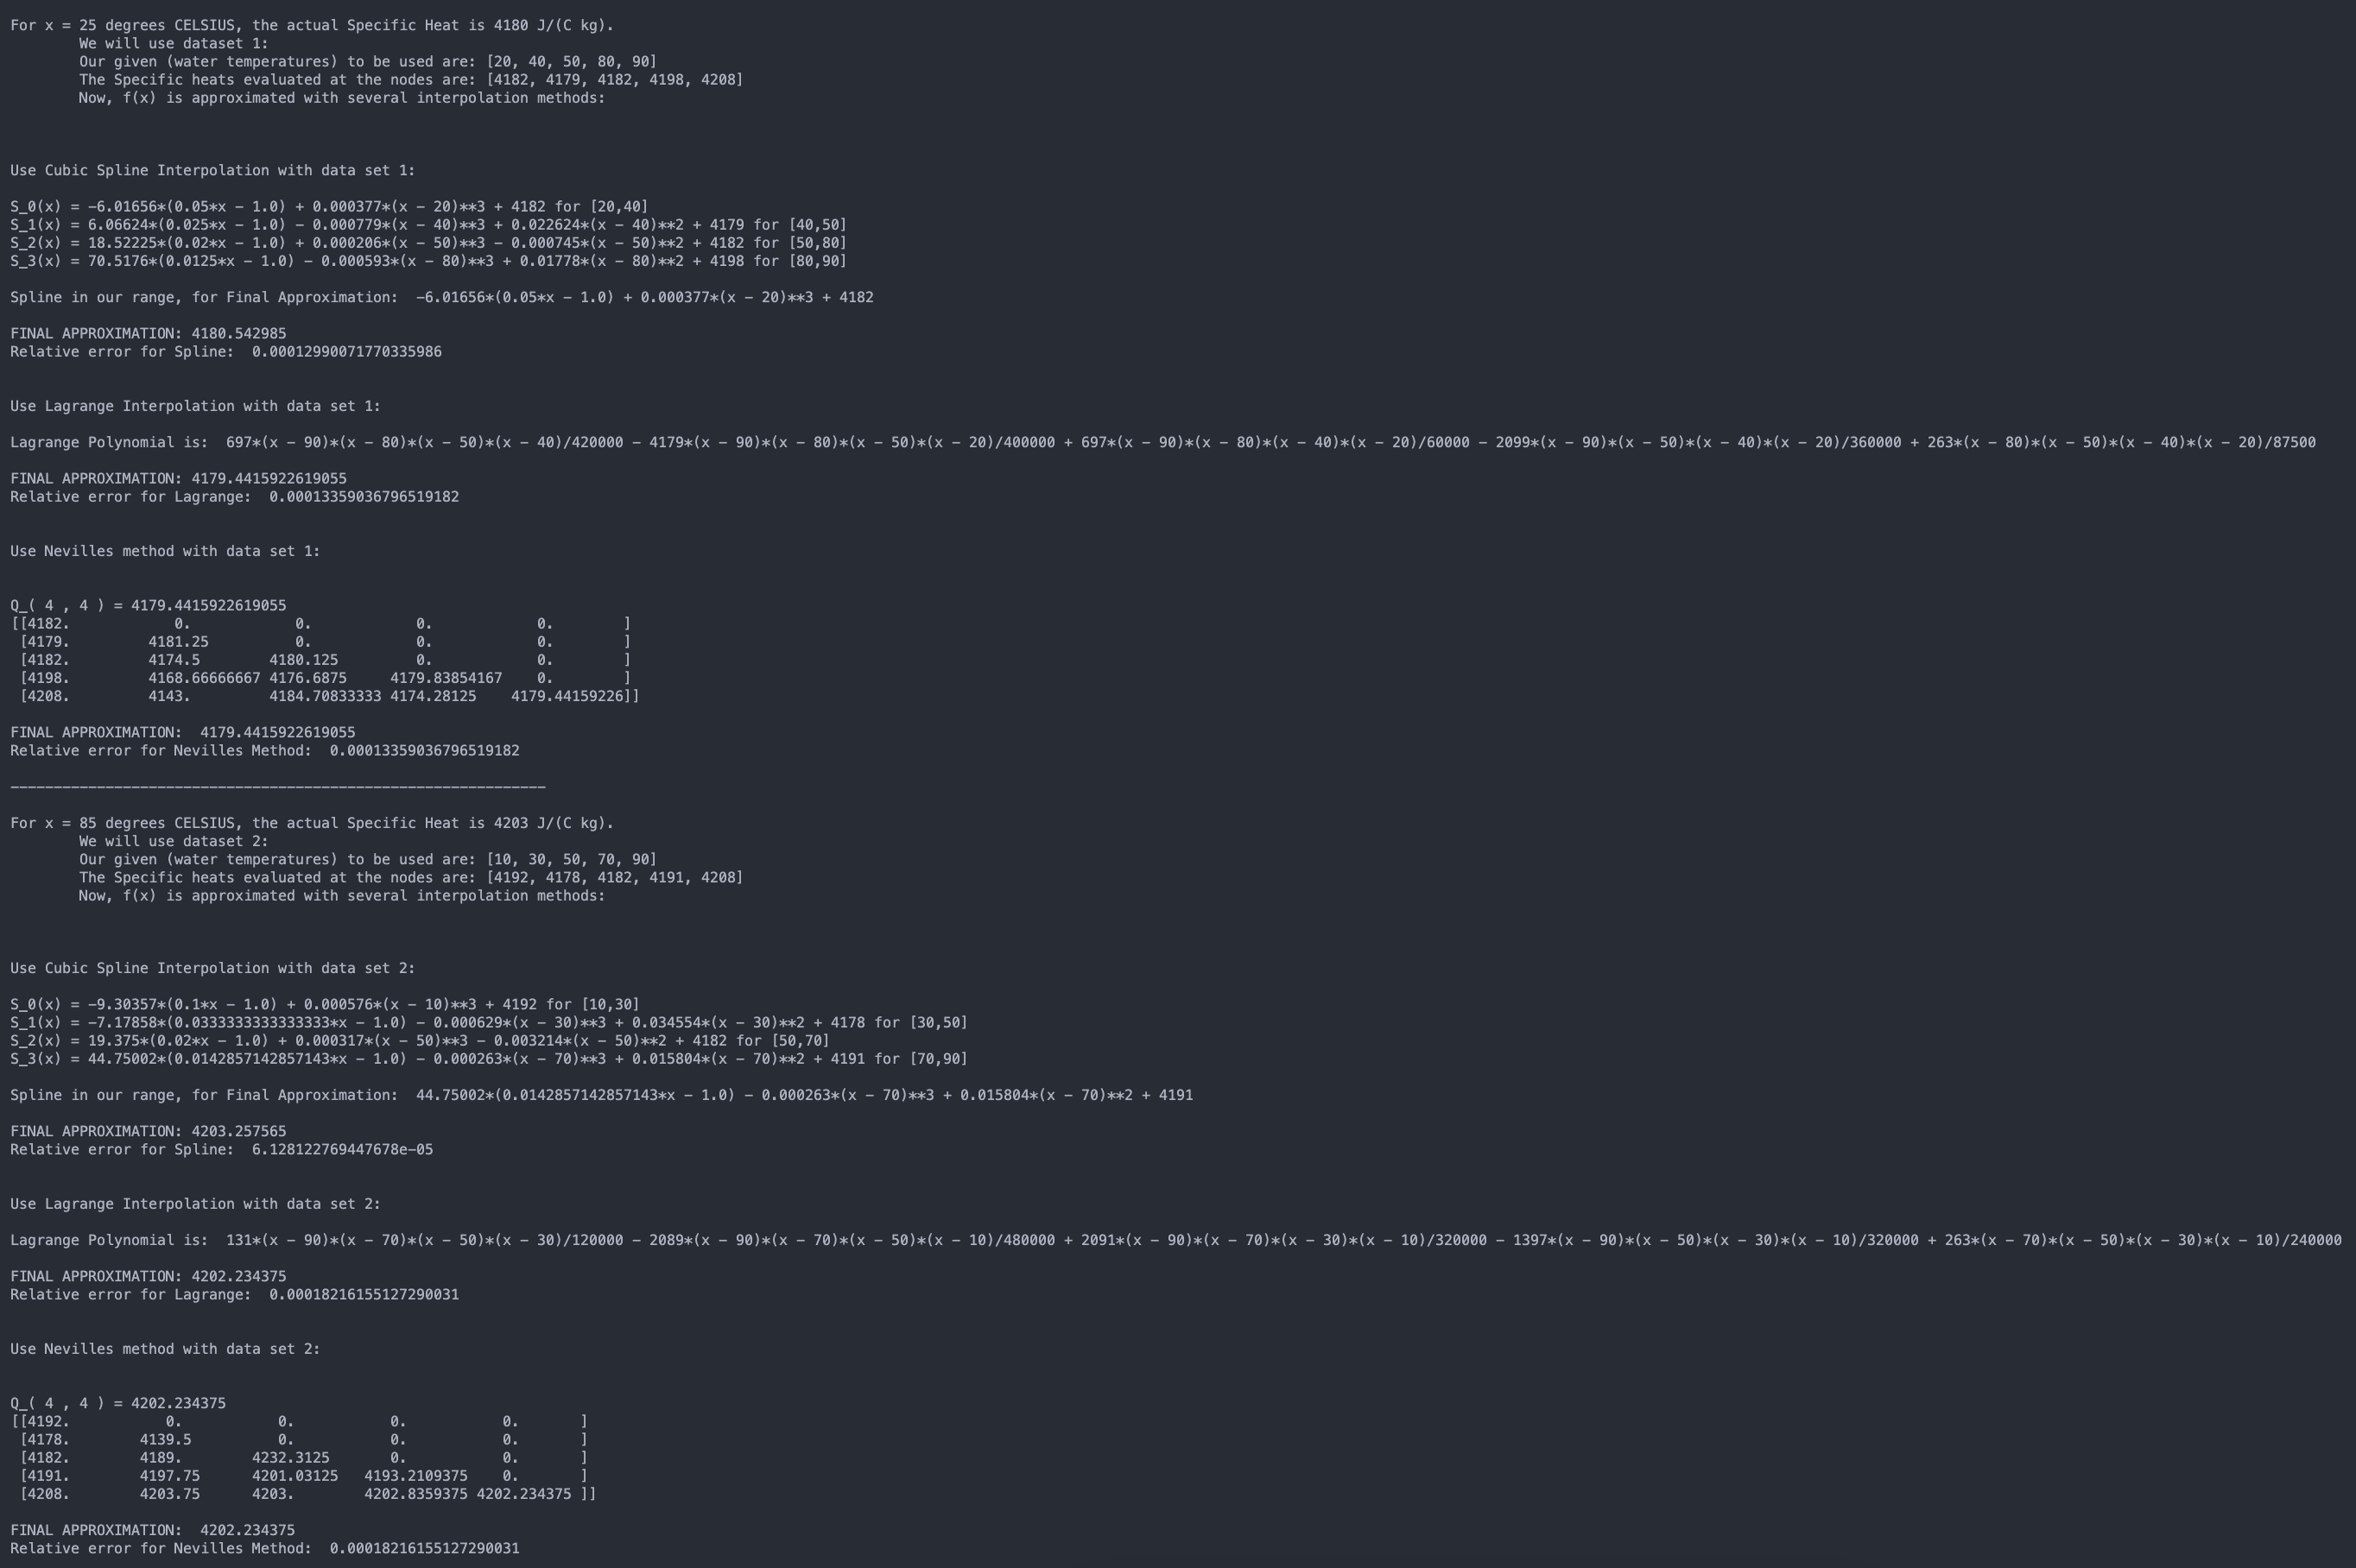 For x = 25 degrees CELSIUS, the actual Specific Heat is 4180 J/(C kg).
We will use dataset 1:
Our given (water temperatures) to be used are: [20, 40, 50, 80, 90]
The Specific heats evaluated at the nodes are: [4182, 4179, 4182, 4198, 4208]
Now, f(x) is approximated with several interpolation methods:
Use Cubic Spline Interpolation with data set 1:
S_0(x) = -6.01656*(0.05*x - 1.0) + 0.000377*(x - 20)**3 + 4182 for [20,40]
S_1(x) = 6.06624*(0.025*x - 1.0) - 0.000779*(x - 40)**3 + 0.022624*(x - 40)**2 + 4179 for [40,50]
S_2(x) = 18.52225*(0.02*x - 1.0) + 0.000206*(x - 50)**3 - 0.000745*(x - 50)**2 + 4182 for [50,80]
S_3(x) = 70.5176*(0.0125*x - 1.0) - 0.000593*(x - 80)**3 + 0.01778*(x - 80)**2 + 4198 for [80,90]
Spline in our range, for Final Approximation:  -6.01656*(0.05*x - 1.0) + 0.000377*(x - 20)**3 + 4182
FINAL APPROXIMATION: 4180.542985
Relative error for Spline:  0.00012990071770335986
Use Lagrange Interpolation with data set 1:
Lagrange Polynomial is:  697*(x - 90)*(x - 80)*(x - 50)*(x - 40)/420000 - 4179*(x - 90)*(x - 80)*(x - 50)*(x - 20)/400000 + 697*(x - 90)*(x - 80)*(x - 40)*(x - 20)/60000 - 2099*(x - 90)*(x - 50)*(x - 40)*(x - 20)/360000 + 263*(x - 80)*(x - 50)*(x - 40)*(x - 20)/87500
FINAL APPROXIMATION: 4179.4415922619055
Relative error for Lagrange:  0.00013359036796519182
Use Nevilles method with data set 1:
Q_( 4 , 4 ) = 4179.4415922619055
[[4182. 0. 0. 0. 0. ]
[4179. 4181.25 0. 0. 0. ]
[4182. 4174.5 4180.125 0. 0. ]
[4198. 4168.66666667 4176.6875 4179.83854167 0. ]
[4208. 4143. 4184.70833333 4174.28125 4179.44159226]]
FINAL APPROXIMATION:  4179.4415922619055
Relative error for Nevilles Method:  0.00013359036796519182
--------------------------------------------------------------
For x = 85 degrees CELSIUS, the actual Specific Heat is 4203 J/(C kg).
We will use dataset 2:
Our given (water temperatures) to be used are: [10, 30, 50, 70, 90]
The Specific heats evaluated at the nodes are: [4192, 4178, 4182, 4191, 4208]
Now, f(x) is approximated with several interpolation methods:
Use Cubic Spline Interpolation with data set 2:
S_0(x) = -9.30357*(0.1*x - 1.0) + 0.000576*(x - 10)**3 + 4192 for [10,30]
S_1(x) = -7.17858*(0.0333333333333333*x - 1.0) - 0.000629*(x - 30)**3 + 0.034554*(x - 30)**2 + 4178 for [30,50]
S_2(x) = 19.375*(0.02*x - 1.0) + 0.000317*(x - 50)**3 - 0.003214*(x - 50)**2 + 4182 for [50,70]
S_3(x) = 44.75002*(0.0142857142857143*x - 1.0) - 0.000263*(x - 70)**3 + 0.015804*(x - 70)**2 + 4191 for [70,90]
Spline in our range, for Final Approximation:  44.75002*(0.0142857142857143*x - 1.0) - 0.000263*(x - 70)**3 + 0.015804*(x - 70)**2 + 4191
FINAL APPROXIMATION: 4203.257565
Relative error for Spline:  6.128122769447678e-05
Use Lagrange Interpolation with data set 2:
Lagrange Polynomial is:  131*(x - 90)*(x - 70)*(x - 50)*(x - 30)/120000 - 2089*(x - 90)*(x - 70)*(x - 50)*(x - 10)/480000 + 2091*(x - 90)*(x - 70)*(x - 30)*(x - 10)/320000 - 1397*(x - 90)*(x - 50)*(x - 30)*(x - 10)/320000 + 263*(x - 70)*(x - 50)*(x - 30)*(x - 10)/240000
FINAL APPROXIMATION: 4202.234375
Relative error for Lagrange:  0.00018216155127290031
Use Nevilles method with data set 2:
Q_( 4 , 4 ) = 4202.234375
[[4192. 0. 0. 0. 0. ]
[4178. 4139.5 0. 0. 0. ]
[4182. 4189. 4232.3125 0. 0. ]
[4191. 4197.75 4201.03125 4193.2109375 0. ]
[4208. 4203.75 4203. 4202.8359375 4202.234375 ]]
FINAL APPROXIMATION:  4202.234375
Relative error for Nevilles Method:  0.00018216155127290031